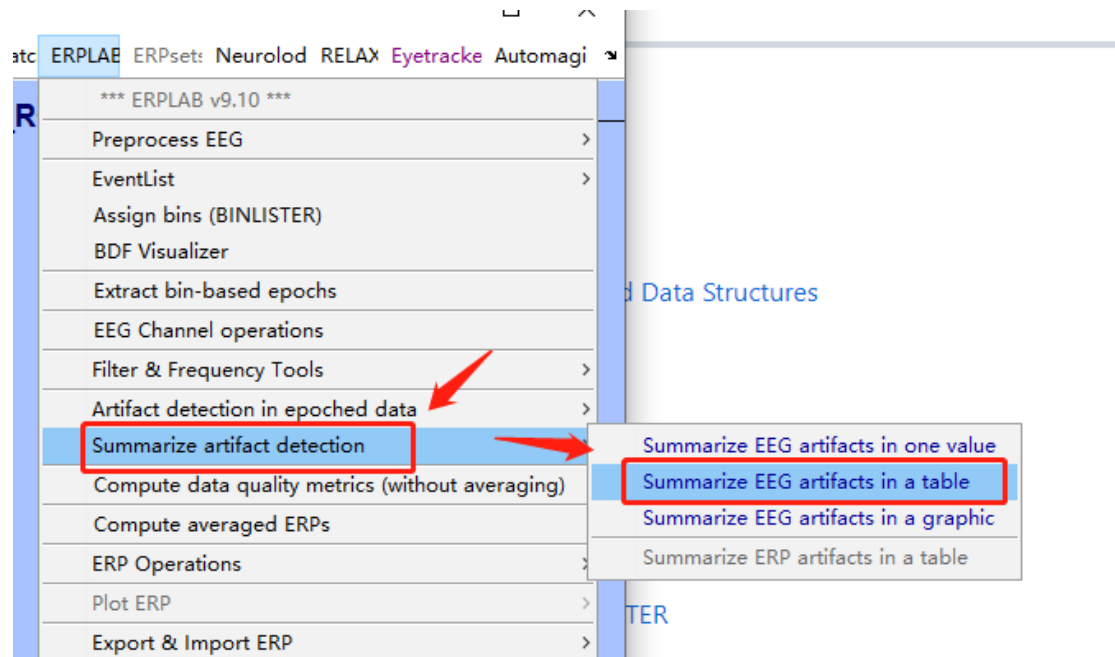 atc ERPLAB ERPsets Neurolod RELAX Eyetracke Automagi
R
*** ERPLAB v9.10 ***
Preprocess EEG
EventList
Assign bins (BINLISTER)
BDF Visualizer
Extract bin-based epochs
d Data Structures
EEG Channel operations
Filter & Frequency Tools
Artifact detection in epoched data
Summarize artifact detection
Summarize EEG artifacts in one value
Summarize EEG artifacts in a table
Summarize EEG artifacts in a graphic
Summarize ERP artifacts in a table
Compute data quality metrics (without averaging)
Compute averaged ERPs
ERP Operations
Plot ERP
TER
Export & Import ERP